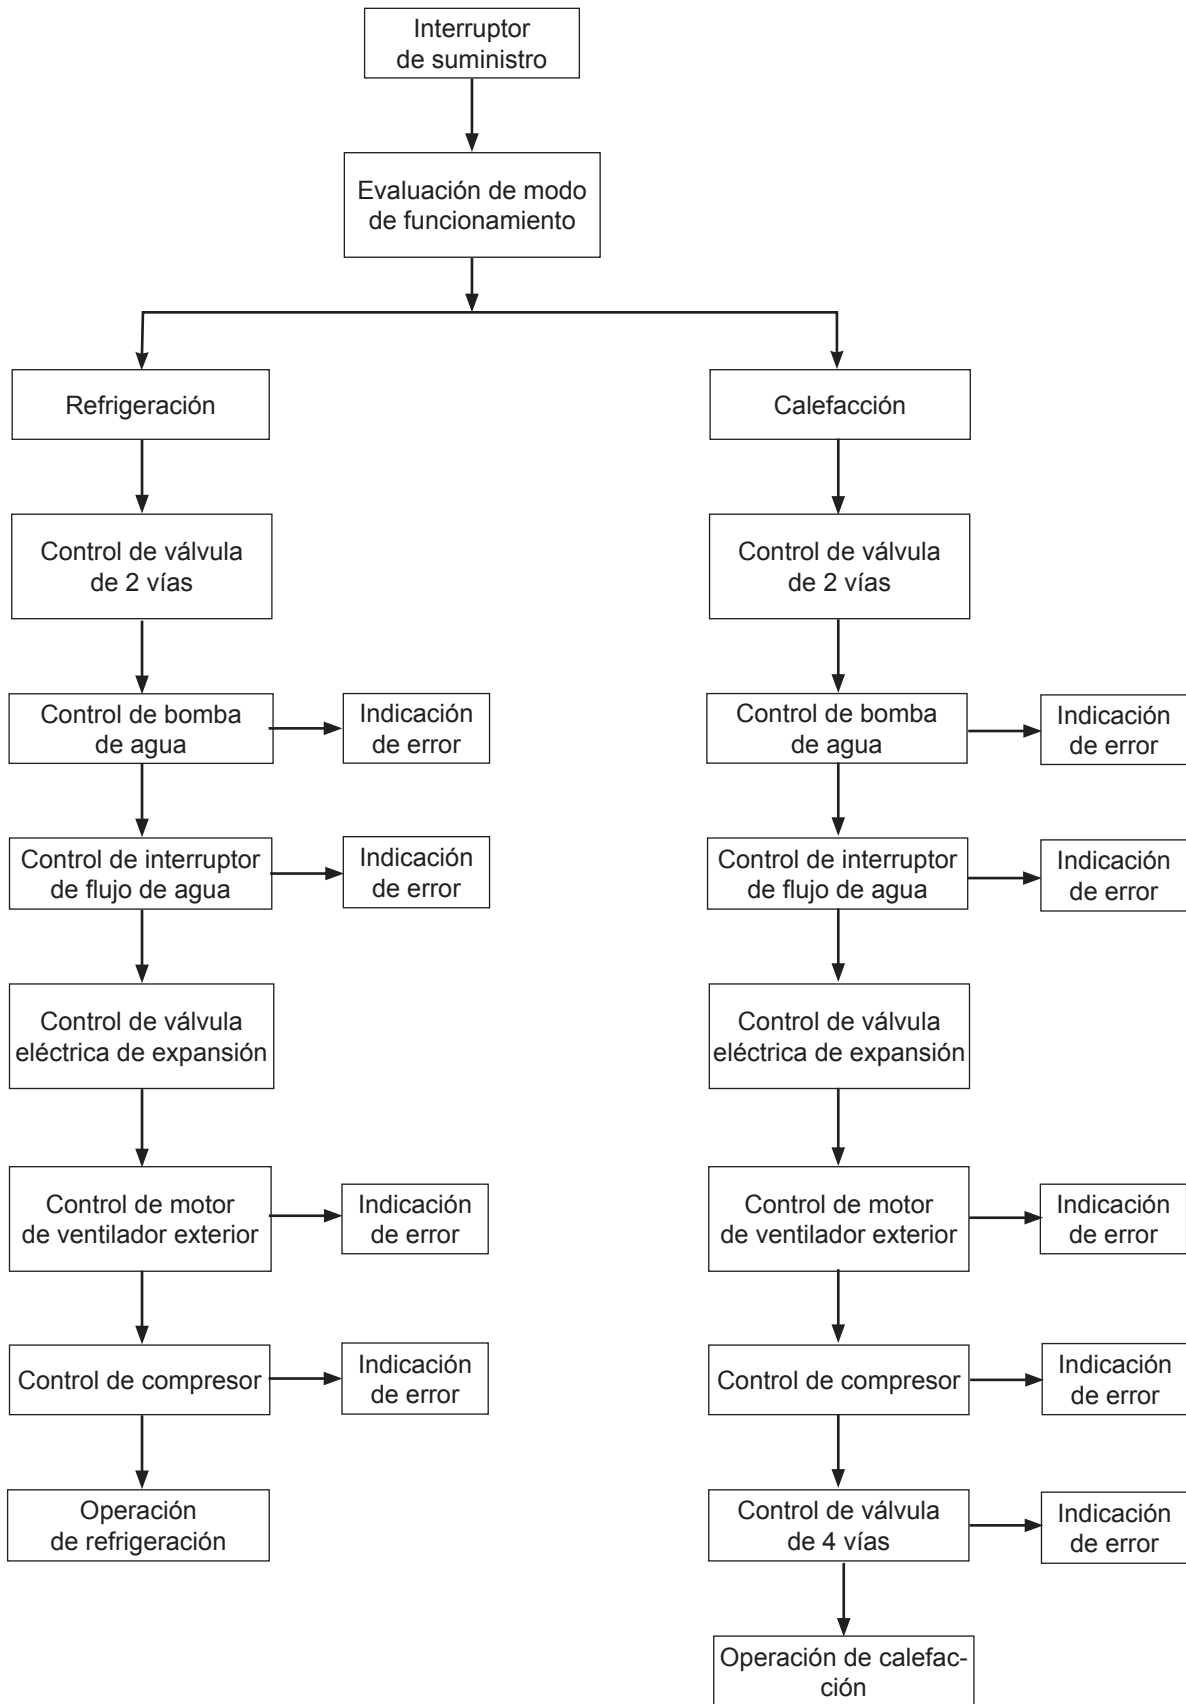 Interruptor
de suministro
Evaluación de modo
de funcionamiento
Refrigeración
Calefacción
Control de válvula
de 2 vías
Control de válvula
de 2 vías
Control de bomba
de agua
Indicación
de error
Control de bomba
de agua
Indicación
de error
Control de interruptor
de flujo de agua
Indicación
de error
Control de interruptor
de flujo de agua
Indicación
de error
Control de válvula
eléctrica de expansión
Control de válvula
eléctrica de expansión
Control de motor
de ventilador exterior
Indicación
de error
Control de motor
de ventilador exterior
Indicación
de error
Control de compresor
Indicación
de error
Control de compresor
Indicación
de error
Operación
de refrigeración
Control de válvula
de 4 vías
Indicación
de error
Operación de calefac-
ción